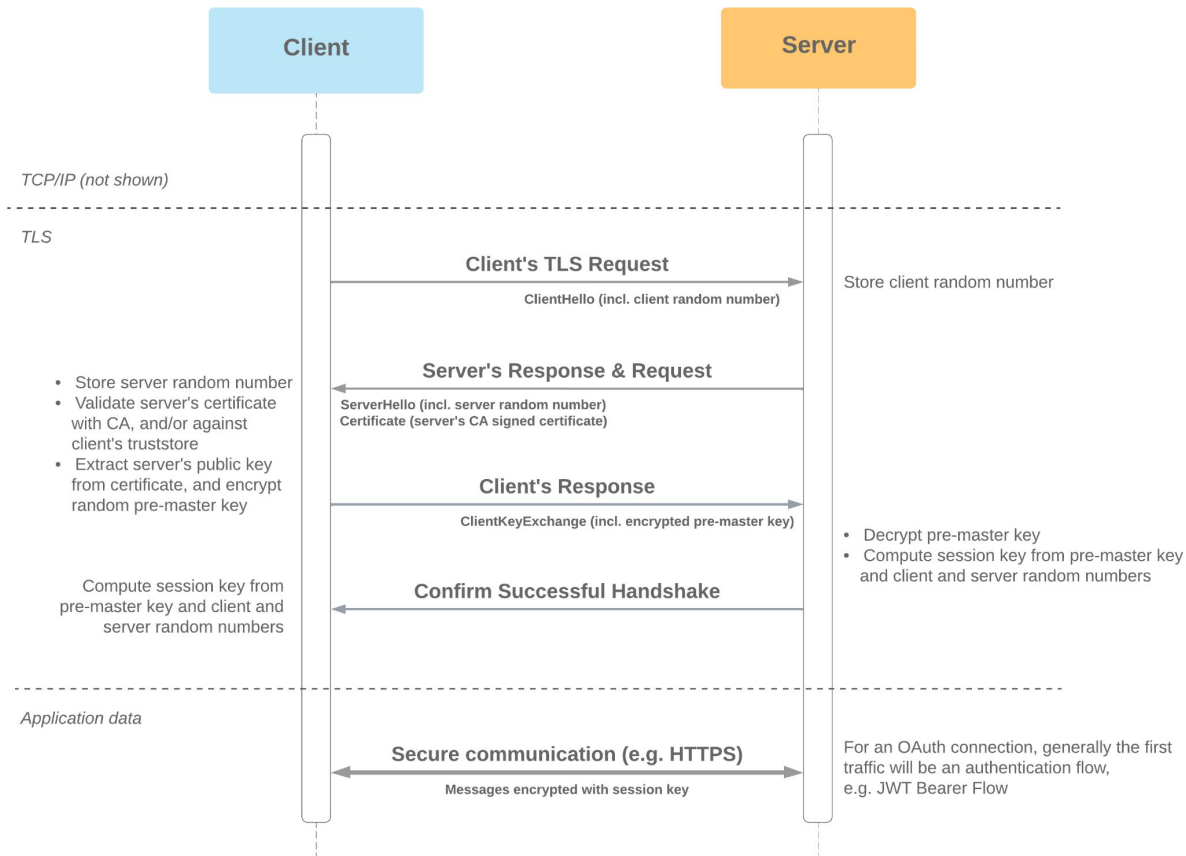 Client
Server
TCP/IP (not shown)
TLS
Client's TLS Request
ClientHello (incl. client random number)
Store client random number
Server's Response & Request
ServerHello (incl. server random number)
Certificate (server's CA signed certificate)
• Store server random number
• Validate server's certificate
with CA, and/or against
client's truststore
• Extract server's public key
from certificate, and encrypt
random pre-master key
Client's Response
ClientKeyExchange (incl. encrypted pre-master key)
• Decrypt pre-master key
• Compute session key from pre-master key
and client and server random numbers
Confirm Successful Handshake
Compute session key from
pre-master key and client and
server random numbers
Application data
Secure communication (e.g. HTTPS)
Messages encrypted with session key
For an OAuth connection, generally the first
traffic will be an authentication flow,
e.g. JWT Bearer Flow